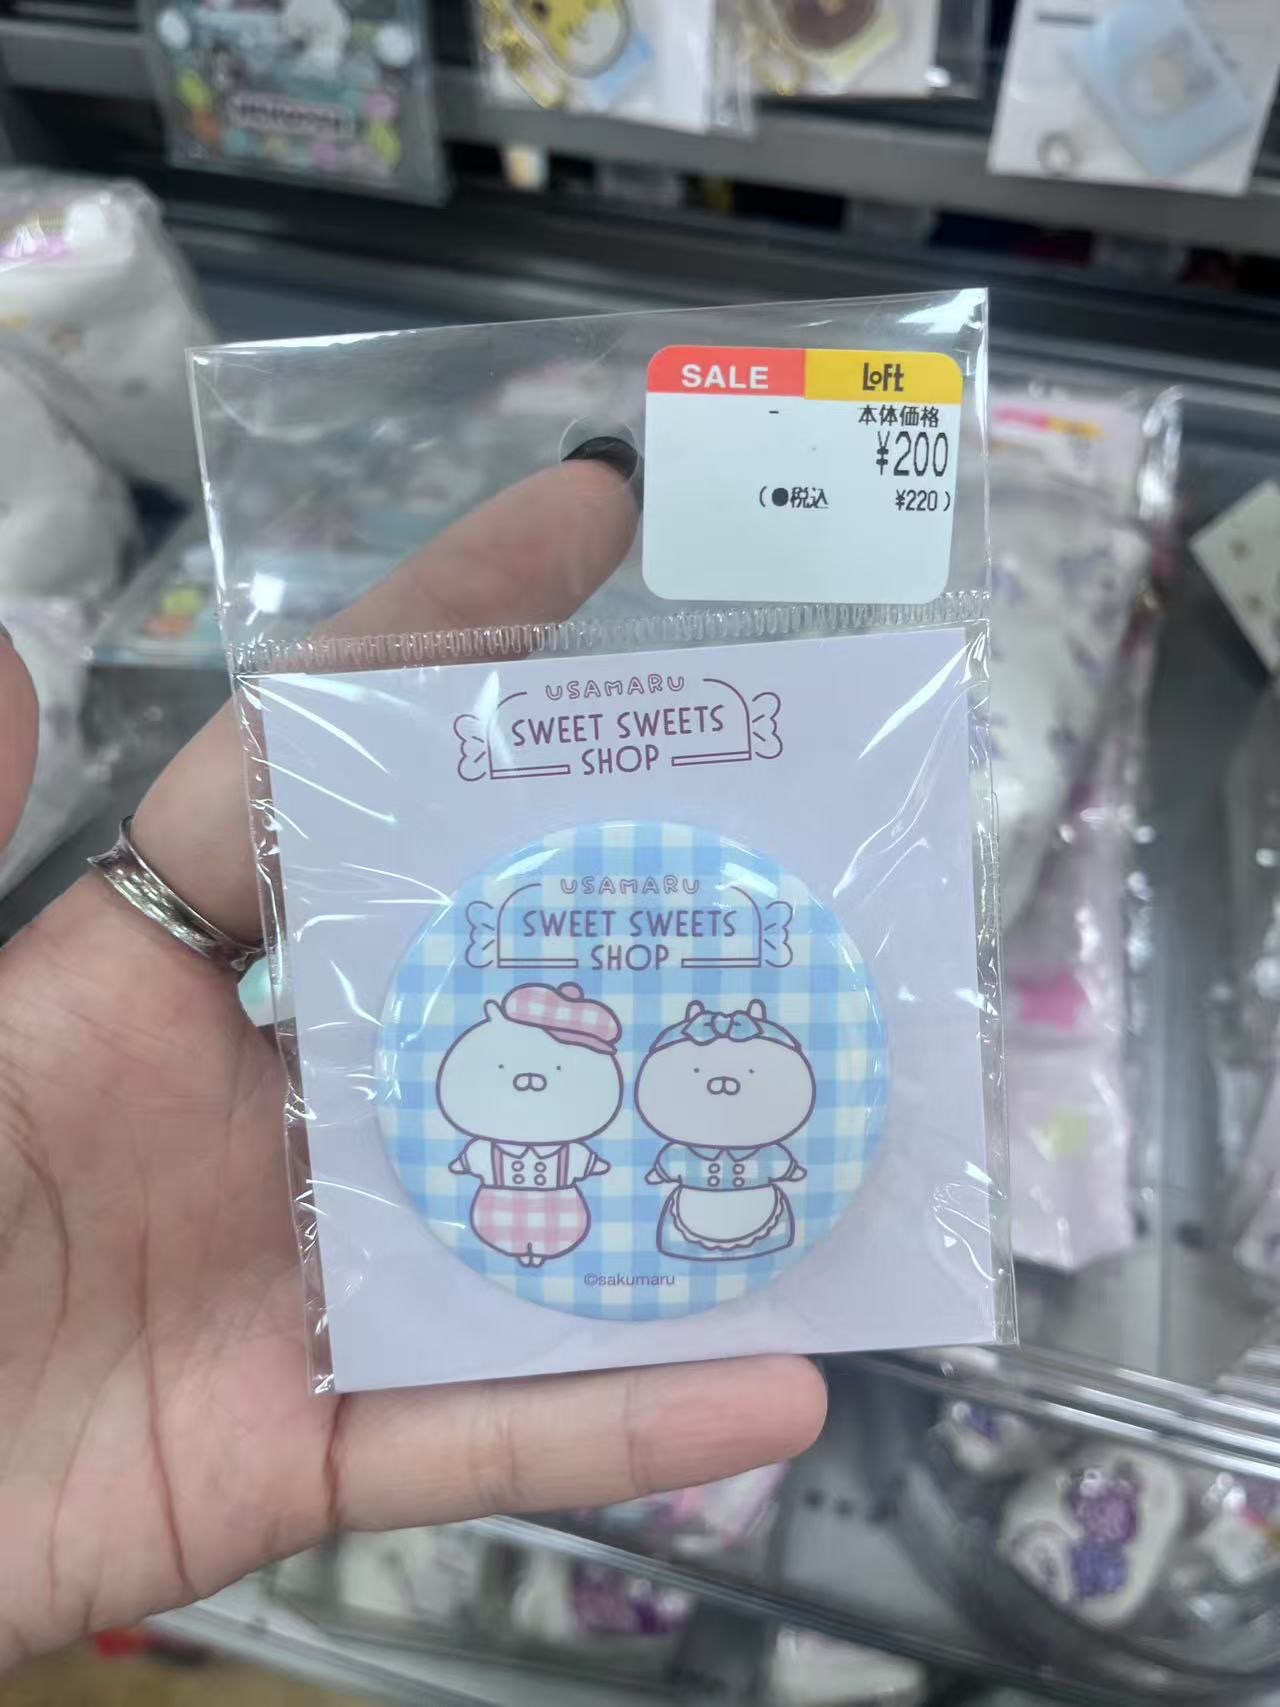 SALE LoFt
-
本体価格
¥200
(●税込 ¥220)
USAMARU
SWEET SWEETS
SHOP
USAMARU
SWEET SWEETS
SHOP
©sakumaru